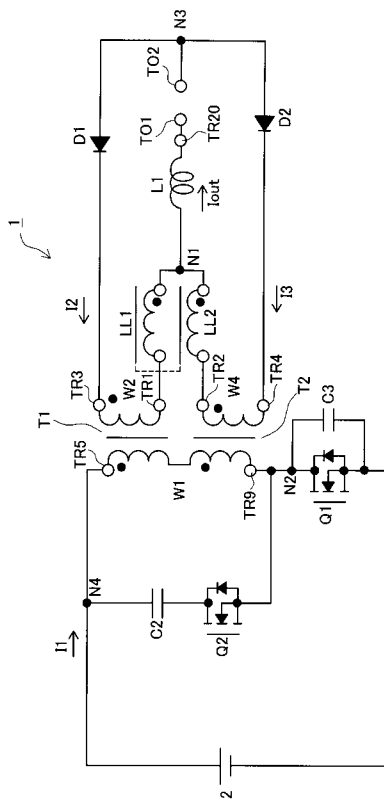 1
N3
TO2
D1
TO1
TR20
D2
L1
Iout
N1
I2
LL1
LL2
I3
TR3
W2
TR1
TR2
W4
TR4
T1
T2
C3
TR5
W1
TR9
N2
Q1
N4
C2
Q2
I1
2